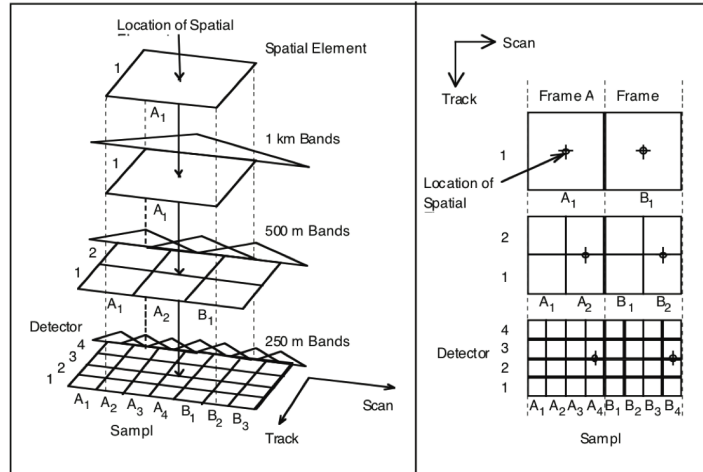 Location of Spatial
Spatial Element
1
A1
1 km Bands
1
A1
500 m Bands
2
1
A1 A2 B1
Detector
250 m Bands
4
3
2
1
A1 A2 A3 A4 B1 B2 B3
Sampl
Scan
Track
Scan
Track
Frame A Frame
1
Location of
Spatial
A1 B1
2
1
A1 A2 B1 B2
Detector
4
3
2
1
A1 A2 A3 A4 B1 B2 B3 B4
Sampl